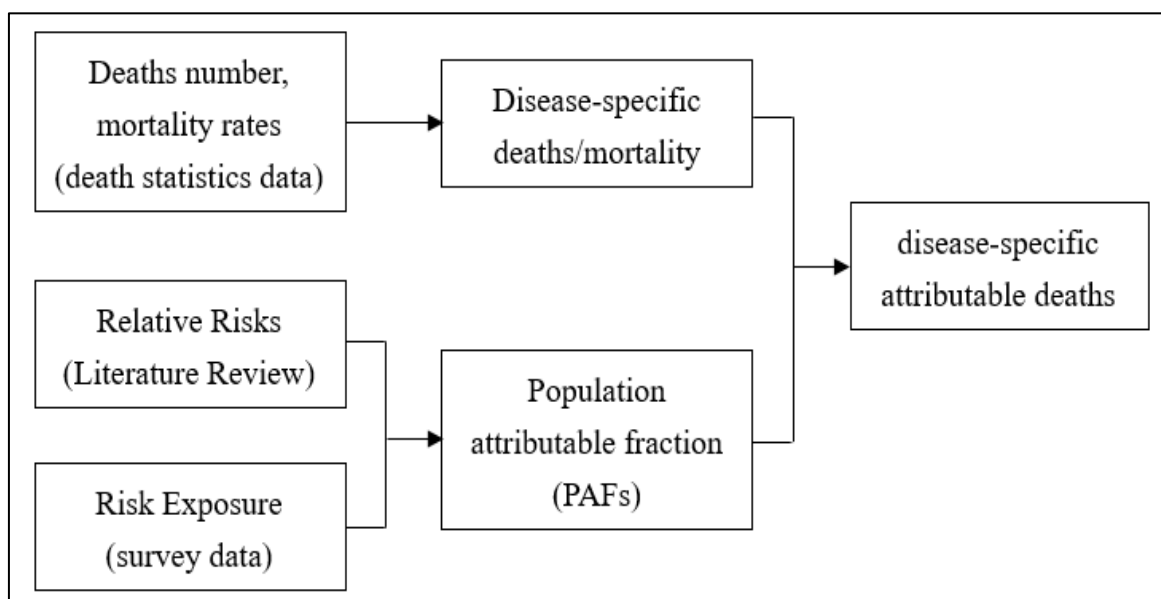 Deaths number,
mortality rates
(death statistics data)
Disease-specific
deaths/mortality
disease-specific
attributable deaths
Relative Risks
(Literature Review)
Population
attributable fraction
(PAFs)
Risk Exposure
(survey data)